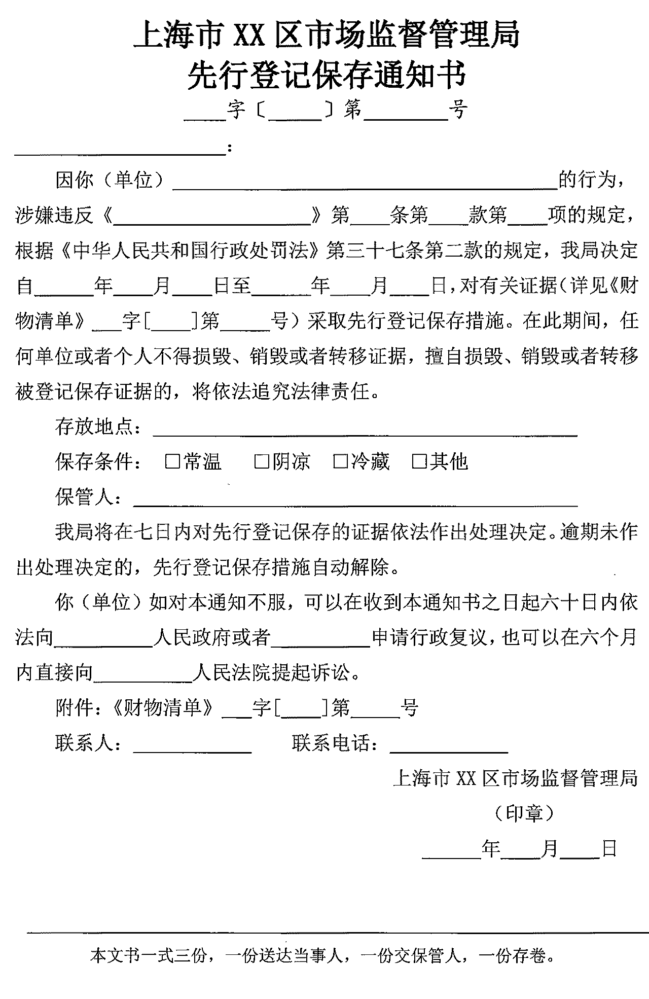 上海市 XX 区市场监督管理局
先行登记保存通知书
____字〔_____〕第________号
____________________：
因你（单位）____________________________________的行为，
涉嫌违反《____________________》第____条第____款第____项的规定，
根据《中华人民共和国行政处罚法》第三十七条第二款的规定，我局决定
自______年____月____日至______年____月____日，对有关证据（详见《财
物清单》___字[____]第_____号）采取先行登记保存措施。在此期间，任
何单位或者个人不得损毁、销毁或者转移证据，擅自损毁、销毁或者转移
被登记保存证据的，将依法追究法律责任。
存放地点：________________________________________
保存条件： □常温 □阴凉 □冷藏 □其他
保管人：__________________________________________
我局将在七日内对先行登记保存的证据依法作出处理决定。逾期未作
出处理决定的，先行登记保存措施自动解除。
你（单位）如对本通知不服，可以在收到本通知书之日起六十日内依
法向__________人民政府或者__________申请行政复议，也可以在六个月
内直接向__________人民法院提起诉讼。
附件：《财物清单》___字[____]第_____号
联系人：____________ 联系电话：____________
上海市 XX 区市场监督管理局
（印章）
______年____月____日
本文书一式三份，一份送达当事人，一份交保管人，一份存卷。